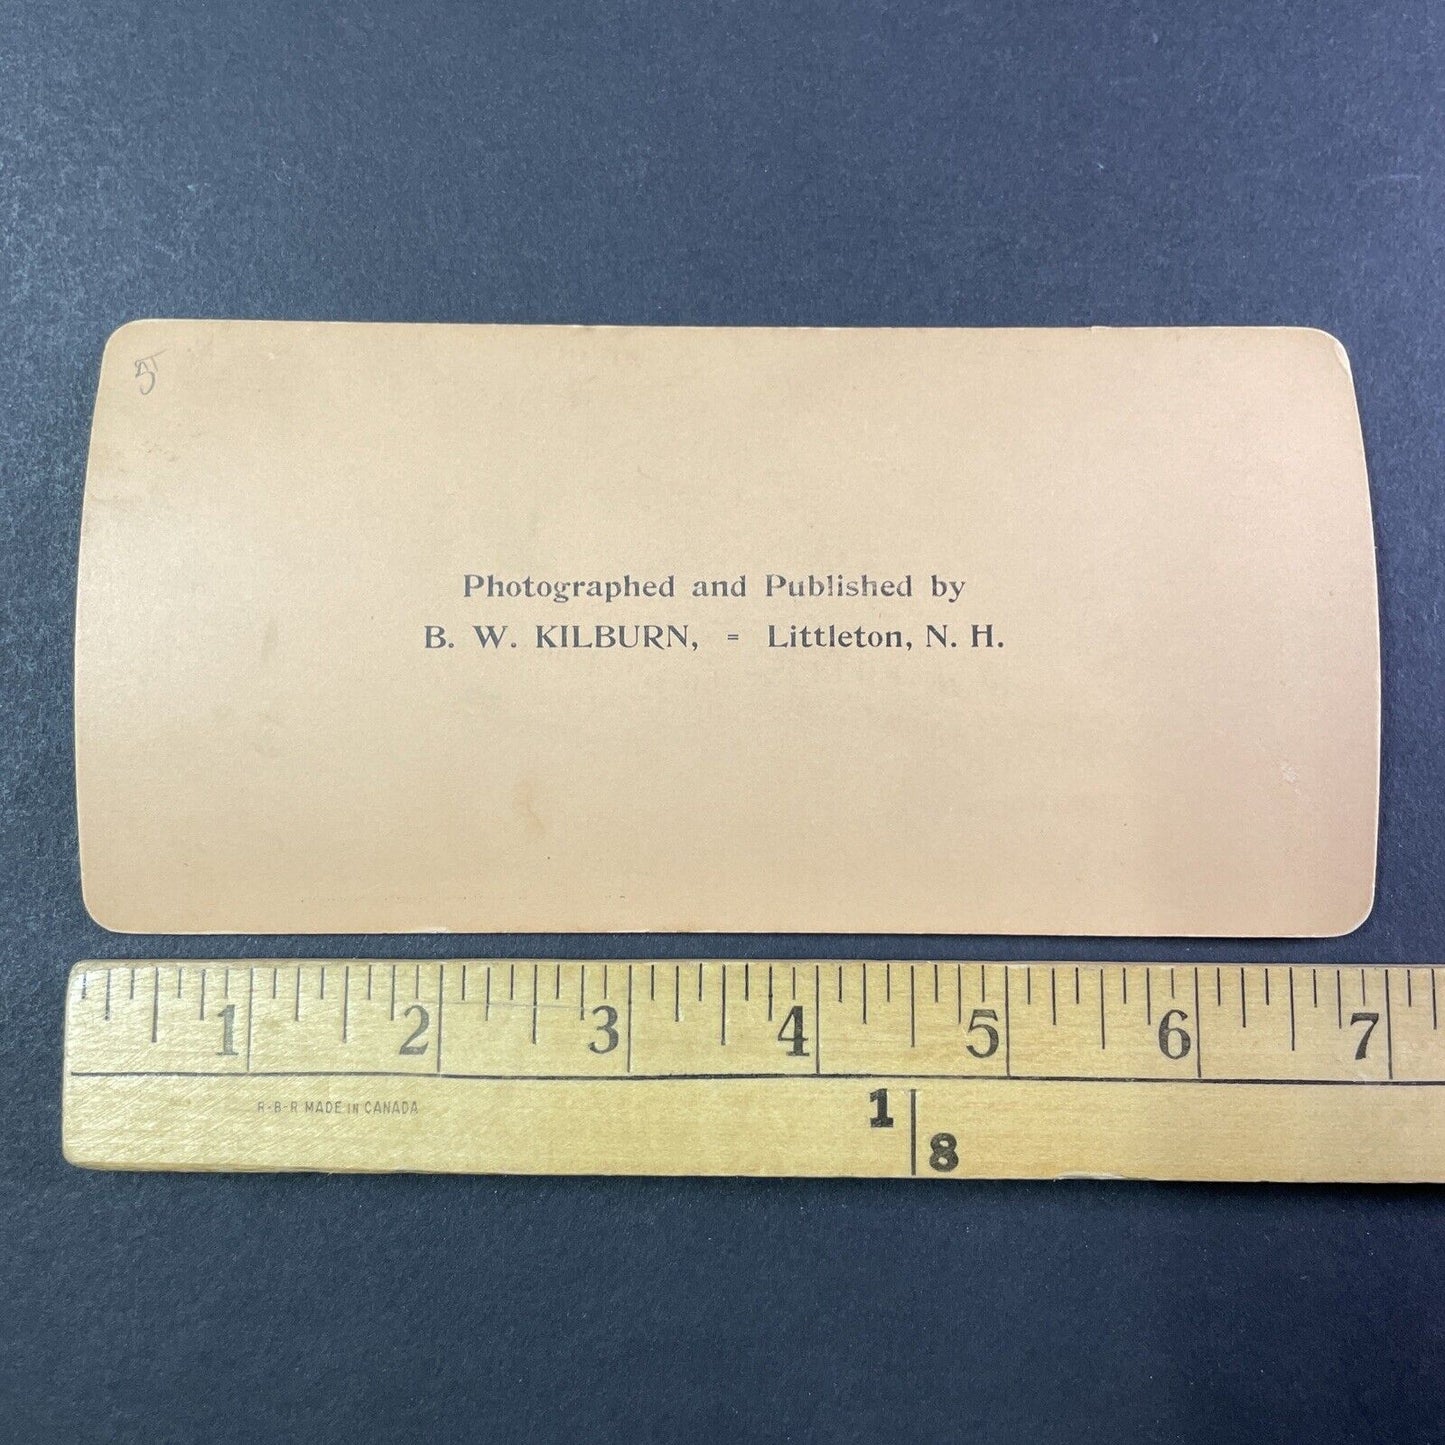 Photographed and Published by
B. W. KILBURN, = Littleton, N. H.
1 2 3 4 5 6 7
R-B-R MADE IN CANADA
1
8